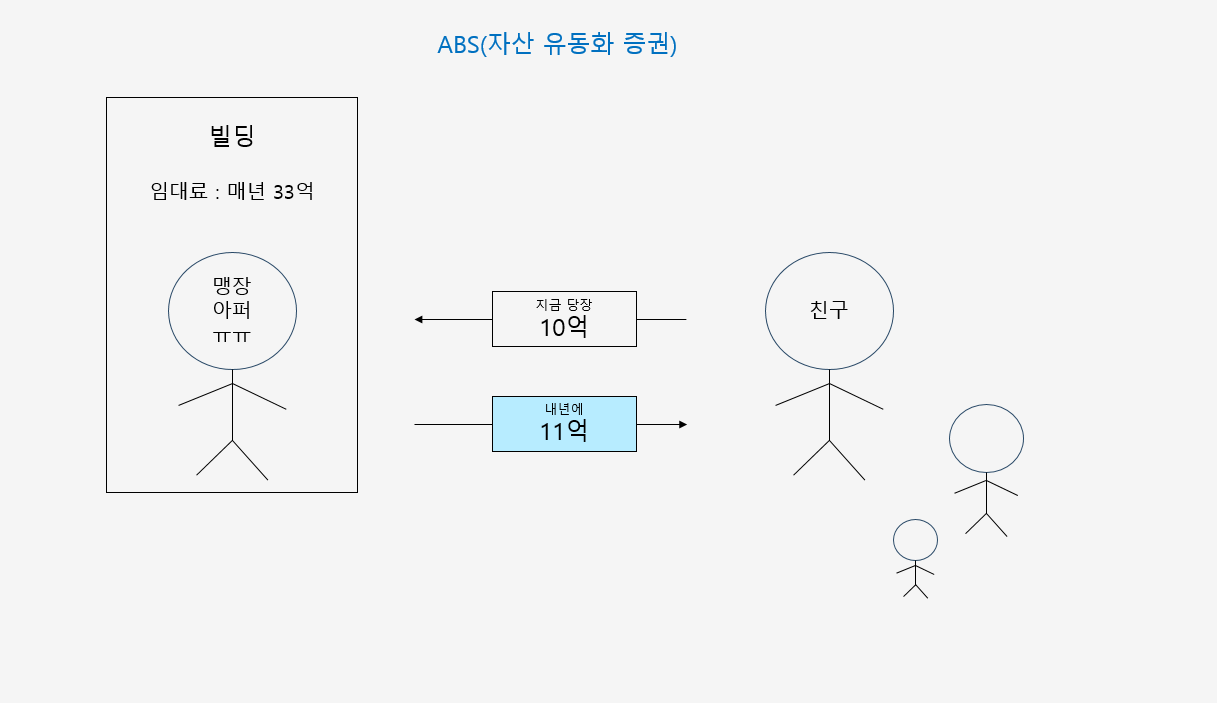 ABS(자산 유동화 증권)
빌딩
임대료 : 매년 33억
맹장
아퍼
ㅠㅠ
지금 당장
10억
친구
내년에
11억